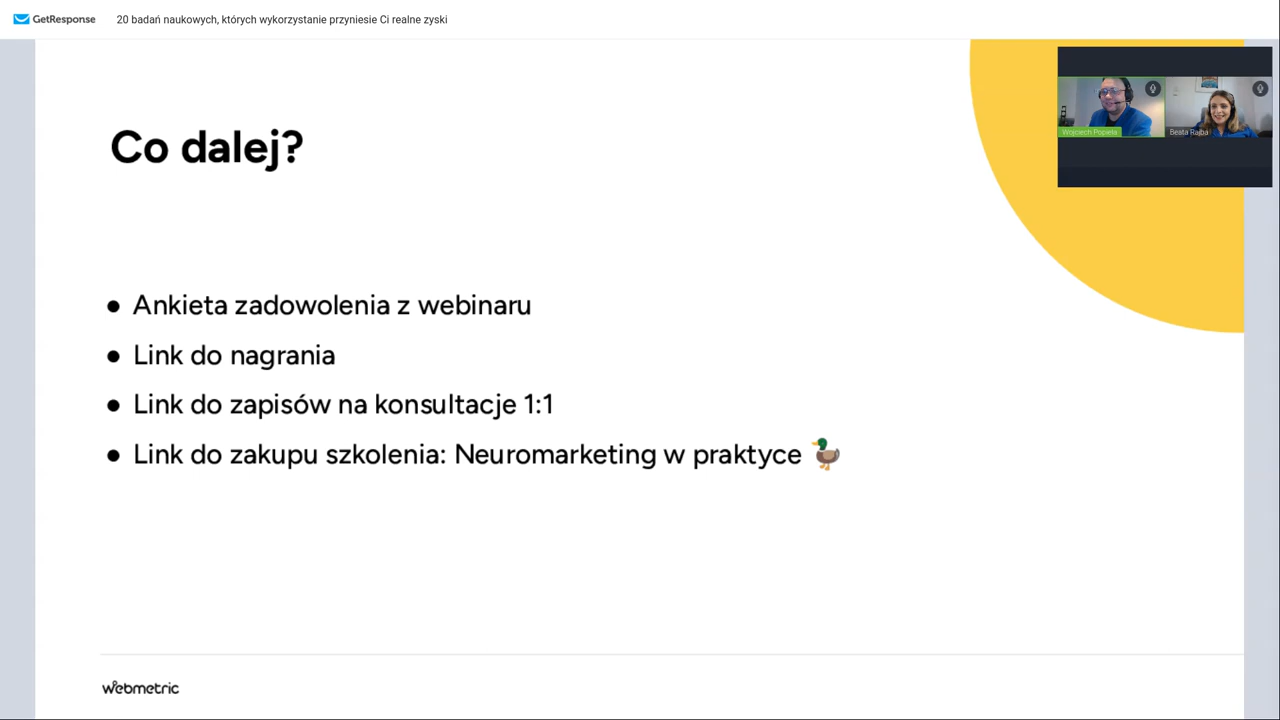 GetResponse
20 badań naukowych, których wykorzystanie przyniesie Ci realne zyski
Wojciech Popiela
Beata Rajba
Co dalej?
● Ankieta zadowolenia z webinaru
● Link do nagrania
● Link do zapisów na konsultacje 1:1
● Link do zakupu szkolenia: Neuromarketing w praktyce 🦆
webmetric